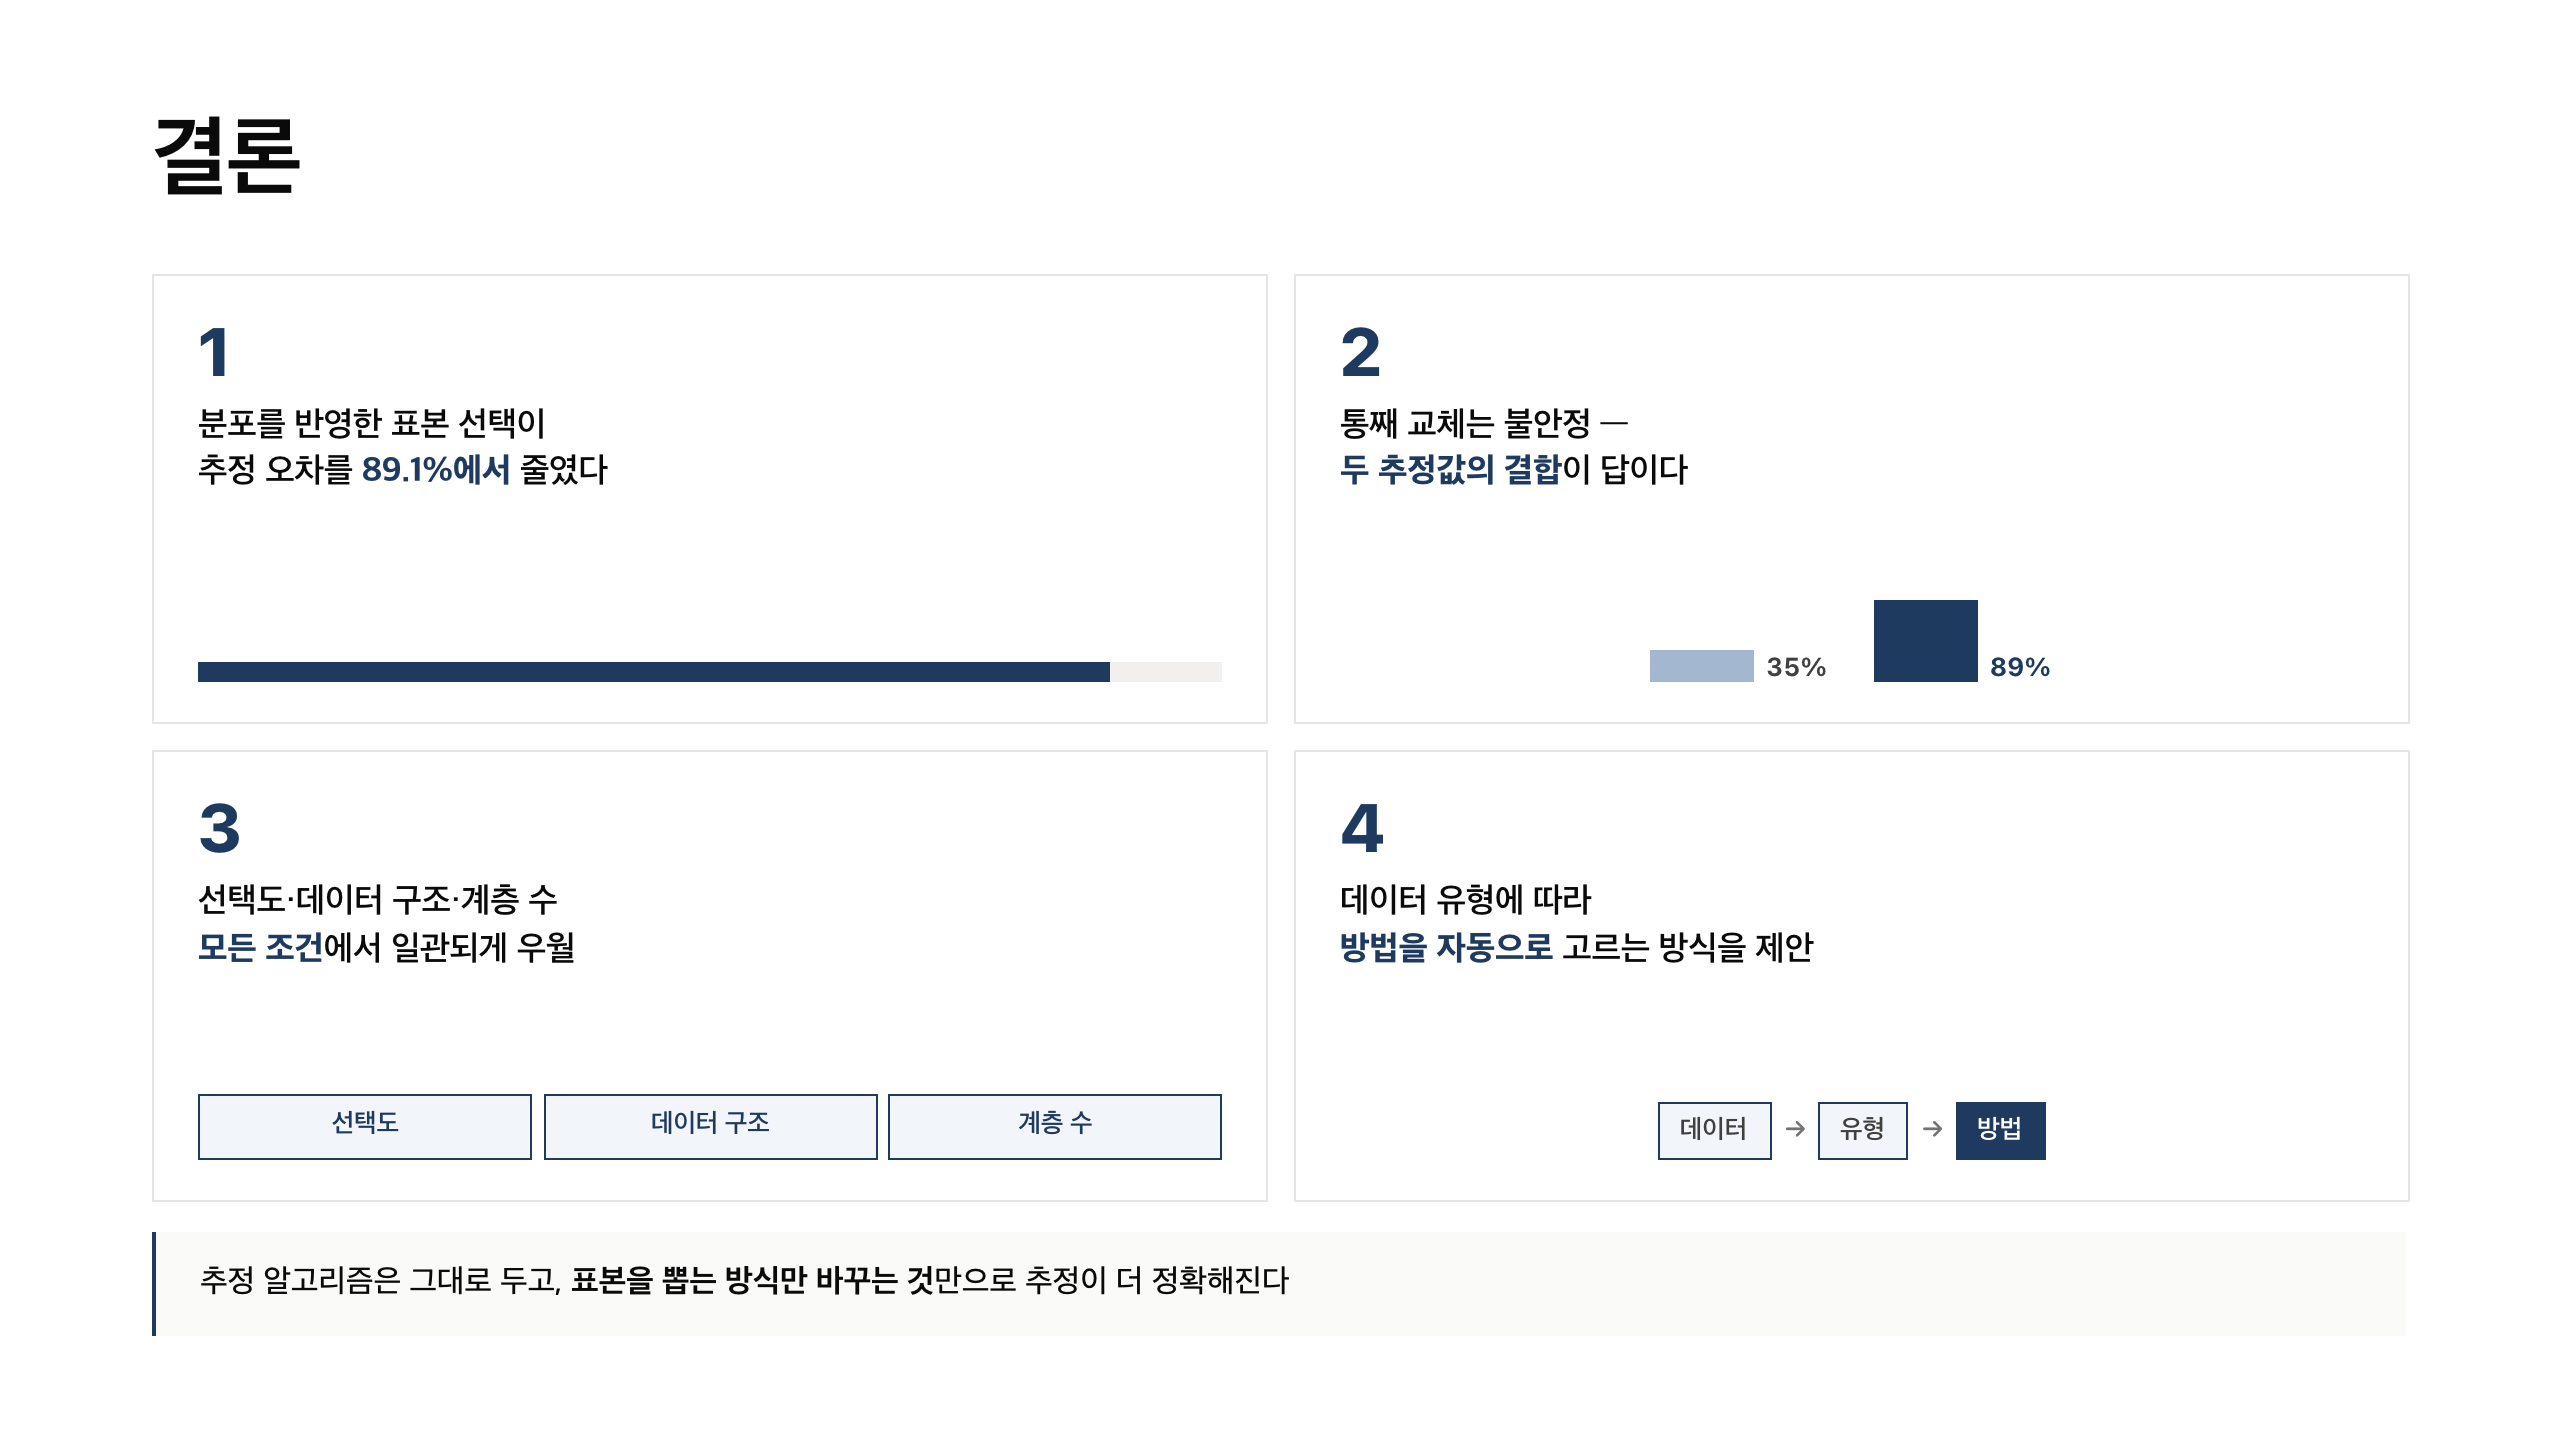 결론
1
분포를 반영한 표본 선택이
추정 오차를 89.1%에서 줄였다
2
통째 교체는 불안정 —
두 추정값의 결합이 답이다
35%
89%
3
선택도·데이터 구조·계층 수
모든 조건에서 일관되게 우월
선택도
데이터 구조
계층 수
4
데이터 유형에 따라
방법을 자동으로 고르는 방식을 제안
데이터 → 유형 → 방법
추정 알고리즘은 그대로 두고, 표본을 뽑는 방식만 바꾸는 것만으로 추정이 더 정확해진다